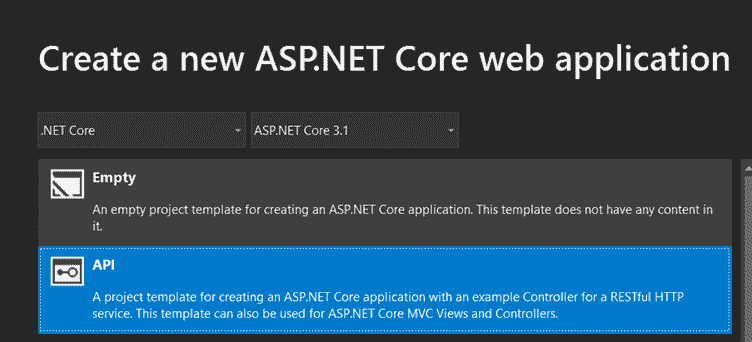 Create a new ASP.NET Core web application
.NET Core
ASP.NET Core 3.1
Empty
An empty project template for creating an ASP.NET Core application. This template does not have any content in
it.
API
A project template for creating an ASP.NET Core application with an example Controller for a RESTful HTTP
service. This template can also be used for ASP.NET Core MVC Views and Controllers.